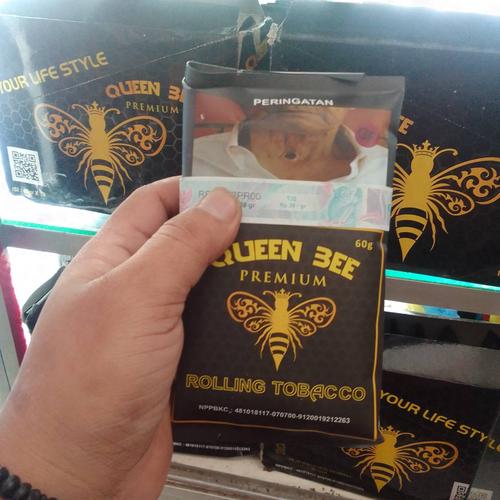 YOUR LIFE STYLE
QUEEN BE
PREMIUM
PERINGATAN
QUEEN BEE
60g
PREMIUM
ROLLING TOBACCO
NPPBKC ; 481018117-070700-9120019212263
YOUR LIFE STYLE